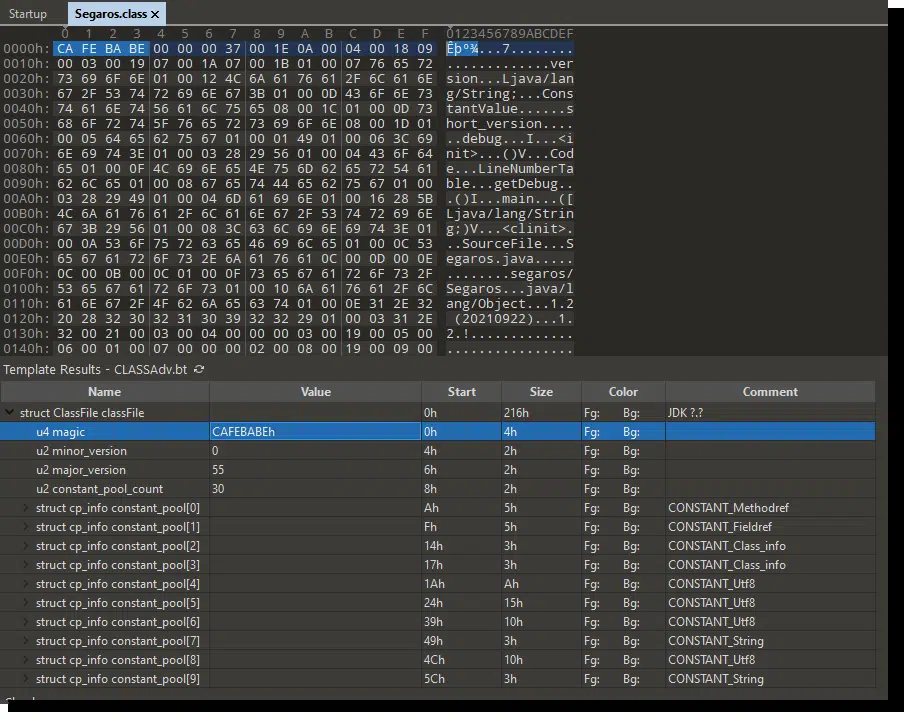 Startup Segaros.class ×
0 1 2 3 4 5 6 7 8 9 A B C D E F 0123456789ABCDEF
0000h: CA FE BA BE 00 00 00 37 00 1E 0A 00 04 00 18 09 Êþº¾...7........
0010h: 00 03 00 19 07 00 1A 07 00 1B 01 00 07 76 65 72 .............ver
0020h: 73 69 6F 6E 01 00 12 4C 6A 61 76 61 2F 6C 61 6E sion...Ljava/lan
0030h: 67 2F 53 74 72 69 6E 67 3B 01 00 0D 43 6F 6E 73 g/String;...Cons
0040h: 74 61 6E 74 56 61 6C 75 65 08 00 1C 01 00 0D 73 tantValue......s
0050h: 68 6F 72 74 5F 76 65 72 73 69 6F 6E 08 00 1D 01 hort_version....
0060h: 00 05 64 65 62 75 67 01 00 01 49 01 00 06 3C 69 ..debug...I...<i
0070h: 6E 69 74 3E 01 00 03 28 29 56 01 00 04 43 6F 64 nit>...()V...Cod
0080h: 65 01 00 0F 4C 69 6E 65 4E 75 6D 62 65 72 54 61 e...LineNumberTa
0090h: 62 6C 65 01 00 08 67 65 74 44 65 62 75 67 01 00 ble...getDebug..
00A0h: 03 28 29 49 01 00 04 6D 61 69 6E 01 00 16 28 5B .()I...main...([
00B0h: 4C 6A 61 76 61 2F 6C 61 6E 67 2F 53 74 72 69 6E Ljava/lang/Strin
00C0h: 67 3B 29 56 01 00 08 3C 63 6C 69 6E 69 74 3E 01 g;)V...<clinit>.
00D0h: 00 0A 53 6F 75 72 63 65 46 69 6C 65 01 00 0C 53 ..SourceFile...S
00E0h: 65 67 61 72 6F 73 2E 6A 61 76 61 0C 00 0D 00 0E egaros.java.....
00F0h: 0C 00 0B 00 0C 01 00 0F 73 65 67 61 72 6F 73 2F ........segaros/
0100h: 53 65 67 61 72 6F 73 01 00 10 6A 61 76 61 2F 6C Segaros...java/l
0110h: 61 6E 67 2F 4F 62 6A 65 63 74 01 00 0E 31 2E 32 ang/Object...1.2
0120h: 20 28 32 30 32 31 30 39 32 32 29 01 00 03 31 2E (20210922)...1.
0130h: 32 00 21 00 03 00 04 00 00 00 03 00 19 00 05 00 2.!.............
0140h: 06 00 01 00 07 00 00 00 02 00 08 00 19 00 09 00 ................
Template Results - CLASSAdv.bt
Name Value Start Size Color Comment
struct ClassFile classFile 0h 216h Fg: Bg: JDK ?.?
u4 magic CAFEBABEh 0h 4h Fg: Bg:
u2 minor_version 0 4h 2h Fg: Bg:
u2 major_version 55 6h 2h Fg: Bg:
u2 constant_pool_count 30 8h 2h Fg: Bg:
struct cp_info constant_pool[0] Ah 5h Fg: Bg: CONSTANT_Methodref
struct cp_info constant_pool[1] Fh 5h Fg: Bg: CONSTANT_Fieldref
struct cp_info constant_pool[2] 14h 3h Fg: Bg: CONSTANT_Class_info
struct cp_info constant_pool[3] 17h 3h Fg: Bg: CONSTANT_Class_info
struct cp_info constant_pool[4] 1Ah Ah Fg: Bg: CONSTANT_Utf8
struct cp_info constant_pool[5] 24h 15h Fg: Bg: CONSTANT_Utf8
struct cp_info constant_pool[6] 39h 10h Fg: Bg: CONSTANT_Utf8
struct cp_info constant_pool[7] 49h 3h Fg: Bg: CONSTANT_String
struct cp_info constant_pool[8] 4Ch 10h Fg: Bg: CONSTANT_Utf8
struct cp_info constant_pool[9] 5Ch 3h Fg: Bg: CONSTANT_String